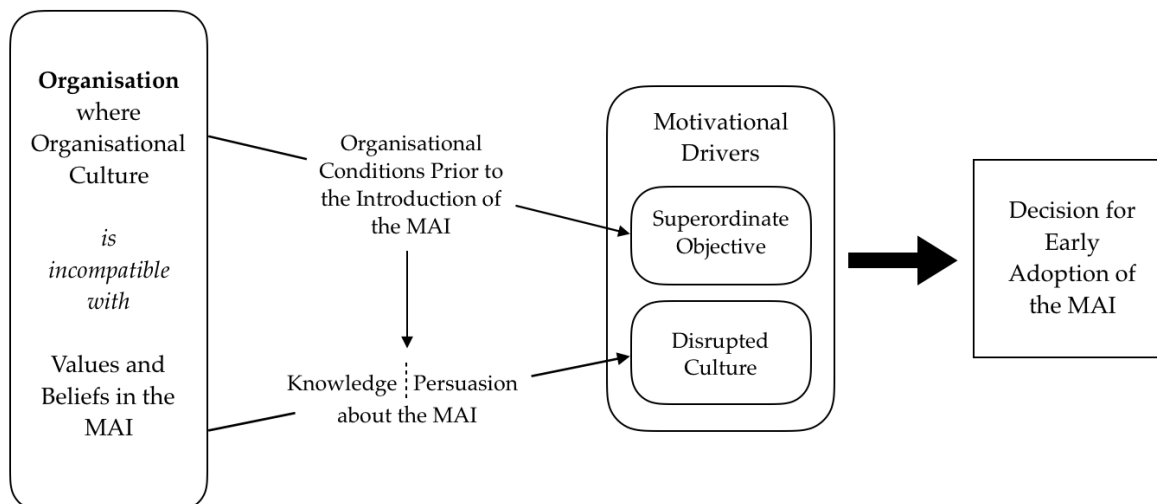 Organisation
where
Organisational
Culture
is
incompatible
with
Values and
Beliefs in the
MAI
Organisational
Conditions Prior to
the Introduction of
the MAI
Knowledge Persuasion
about the MAI
Motivational
Drivers
Superordinate
Objective
Disrupted
Culture
Decision for
Early
Adoption of
the MAI